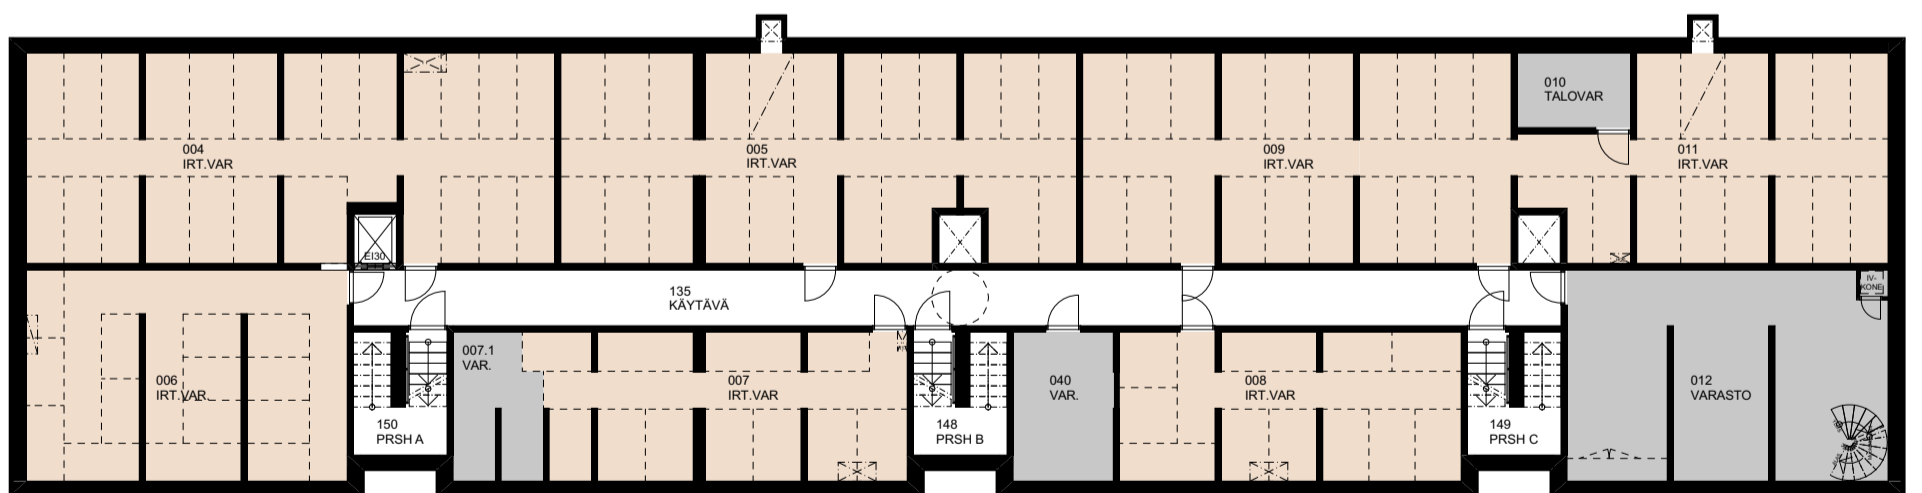 010
TALOVAR
004
IRT.VAR
005
IRT.VAR
009
IRT.VAR
011
IRT.VAR
EI30
135
KÄYTÄVÄ
IV-
KONE
007.1
VAR.
006
IRT.VAR.
007
IRT.VAR
040
VAR.
008
IRT.VAR
012
VARASTO
150
PRSH A
148
PRSH B
149
PRSH C